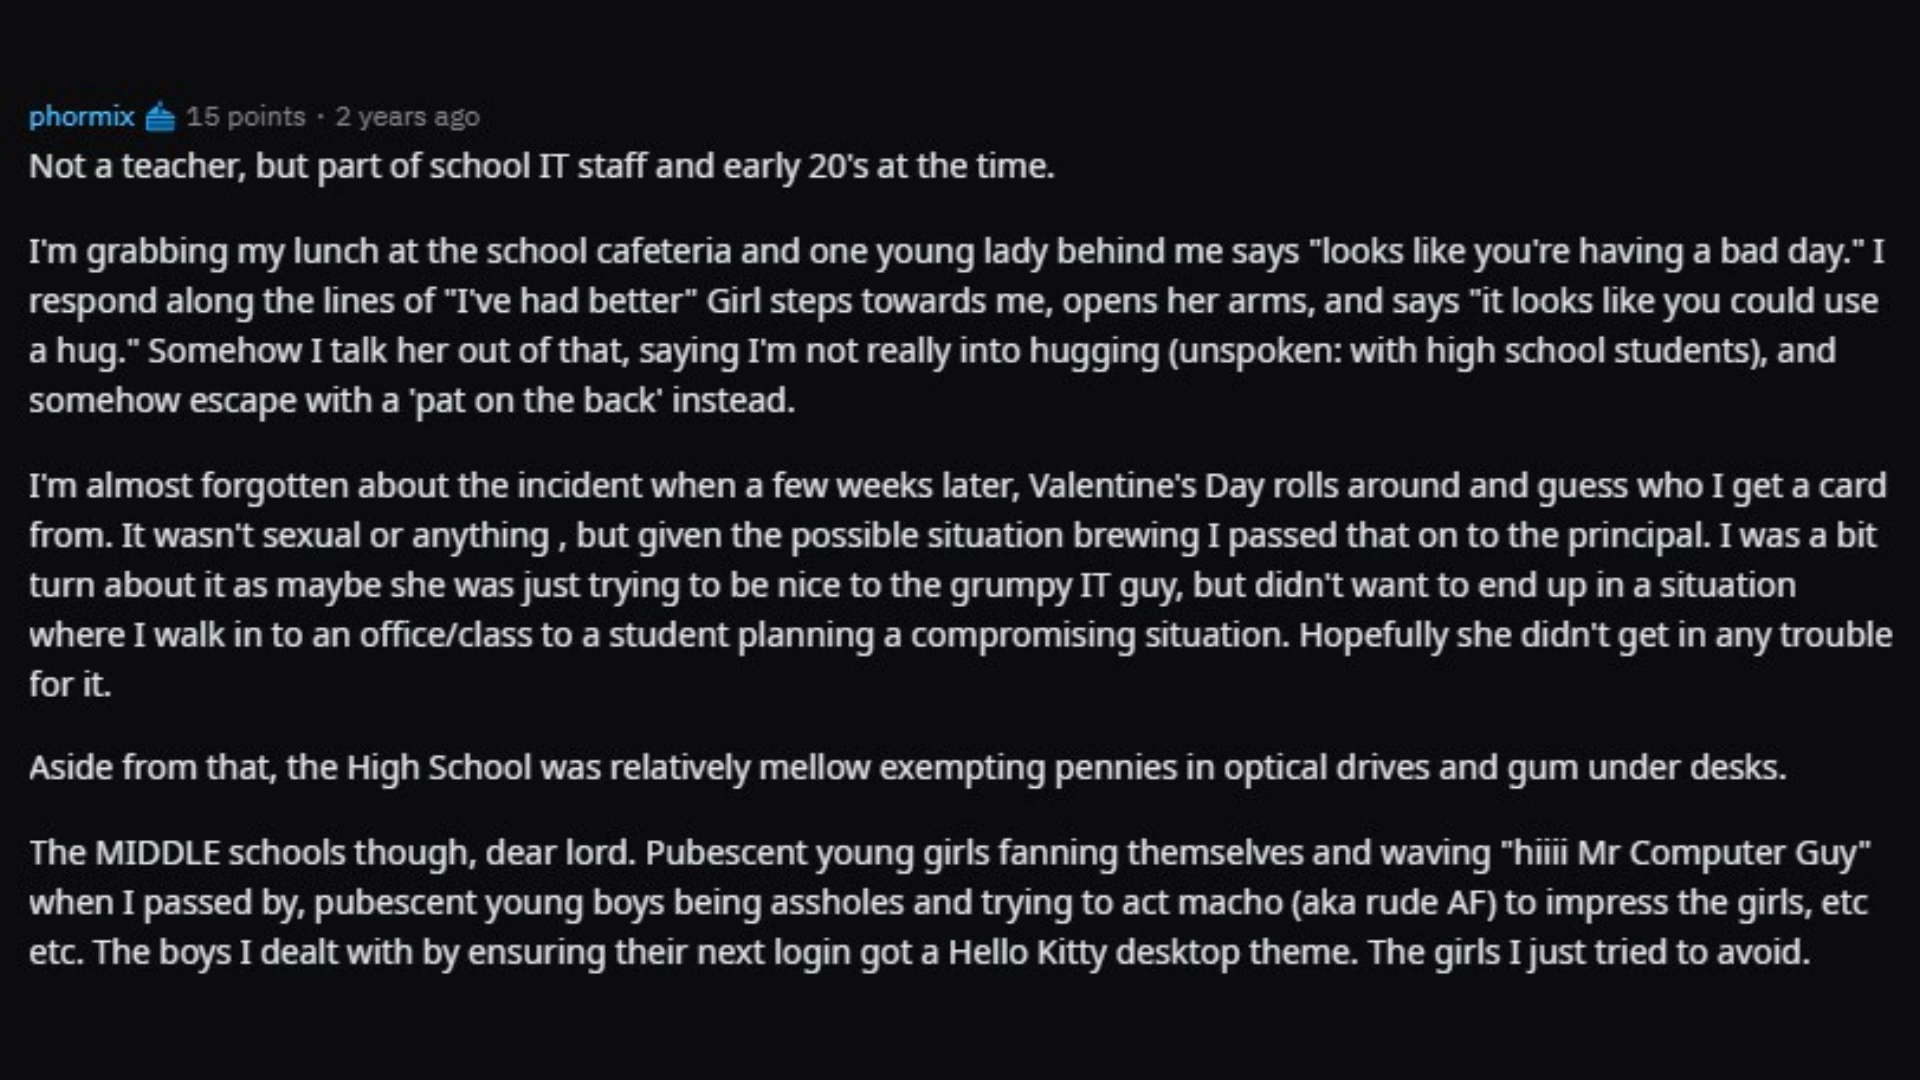 phormix 15 points · 2 years ago
Not a teacher, but part of school IT staff and early 20's at the time.
I'm grabbing my lunch at the school cafeteria and one young lady behind me says "looks like you're having a bad day." I
respond along the lines of "I've had better" Girl steps towards me, opens her arms, and says "it looks like you could use
a hug." Somehow I talk her out of that, saying I'm not really into hugging (unspoken: with high school students), and
somehow escape with a 'pat on the back' instead.
I'm almost forgotten about the incident when a few weeks later, Valentine's Day rolls around and guess who I get a card
from. It wasn't sexual or anything , but given the possible situation brewing I passed that on to the principal. I was a bit
turn about it as maybe she was just trying to be nice to the grumpy IT guy, but didn't want to end up in a situation
where I walk in to an office/class to a student planning a compromising situation. Hopefully she didn't get in any trouble
for it.
Aside from that, the High School was relatively mellow exempting pennies in optical drives and gum under desks.
The MIDDLE schools though, dear lord. Pubescent young girls fanning themselves and waving "hiiii Mr Computer Guy"
when I passed by, pubescent young boys being assholes and trying to act macho (aka rude AF) to impress the girls, etc
etc. The boys I dealt with by ensuring their next login got a Hello Kitty desktop theme. The girls I just tried to avoid.